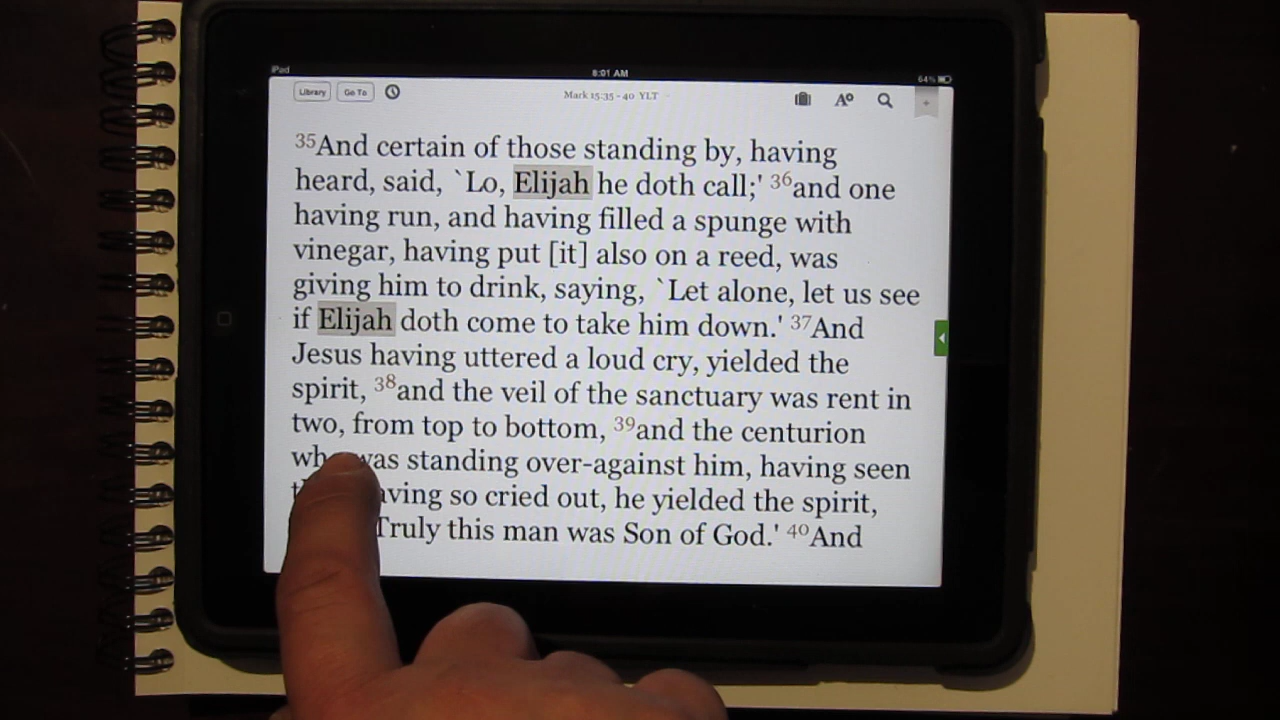 iPad 8:01 AM 64%
Library Go To Mark 15:35 - 40 YLT Aº +
35And certain of those standing by, having
heard, said, `Lo, Elijah he doth call;' 36and one
having run, and having filled a spunge with
vinegar, having put [it] also on a reed, was
giving him to drink, saying, `Let alone, let us see
if Elijah doth come to take him down.' 37And
Jesus having uttered a loud cry, yielded the
spirit, 38and the veil of the sanctuary was rent in
two, from top to bottom, 39and the centurion
who was standing over-against him, having seen
having so cried out, he yielded the spirit,
Truly this man was Son of God.' 40And